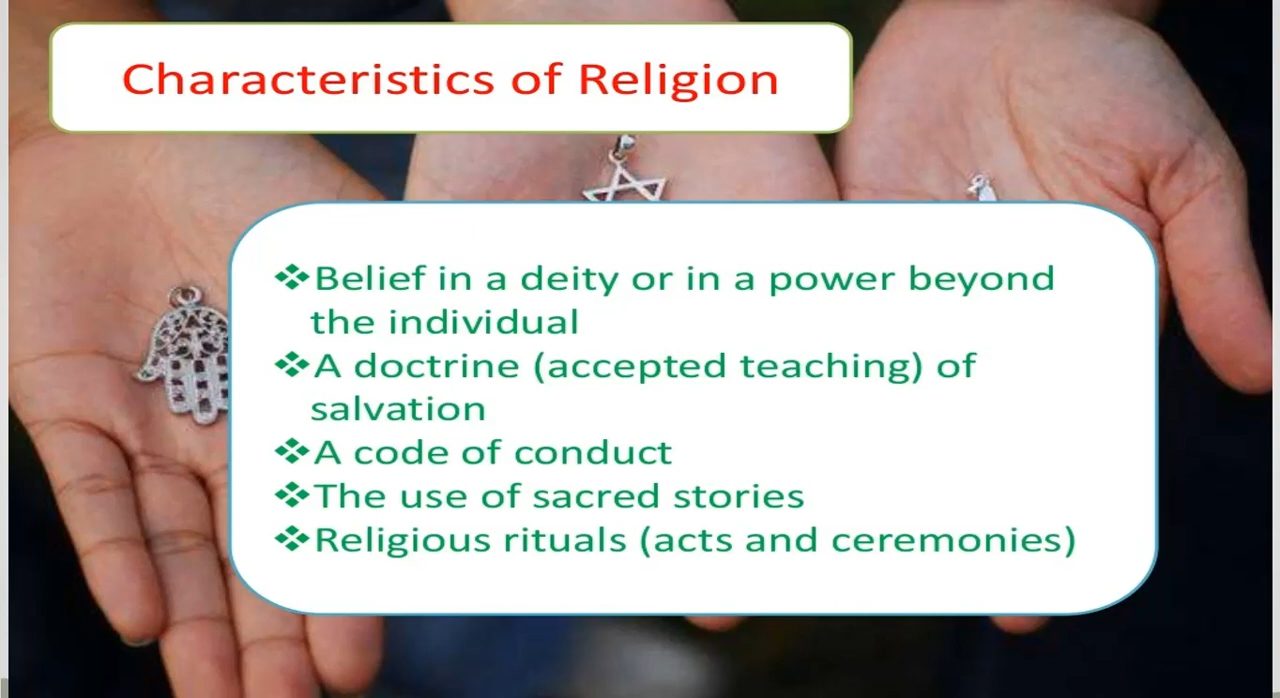 Characteristics of Religion
❖Belief in a deity or in a power beyond
the individual
❖A doctrine (accepted teaching) of
salvation
❖A code of conduct
❖The use of sacred stories
❖Religious rituals (acts and ceremonies)